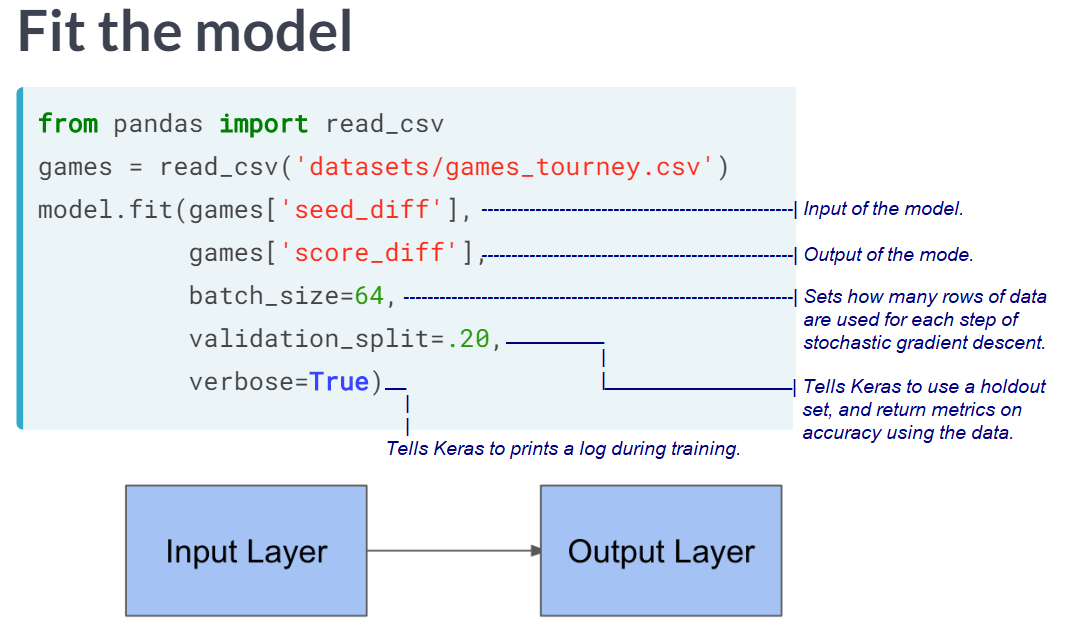 Fit the model
from pandas import read_csv
games = read_csv('datasets/games_tourney.csv')
model.fit(games['seed_diff'],
Input of the model.
games['score_diff'],
Output of the mode.
batch_size=64,
Sets how many rows of data
are used for each step of
stochastic gradient descent.
validation_split=.20,
Tells Keras to use a holdout
set, and return metrics on
accuracy using the data.
verbose=True)
Tells Keras to prints a log during training.
Input Layer
Output Layer